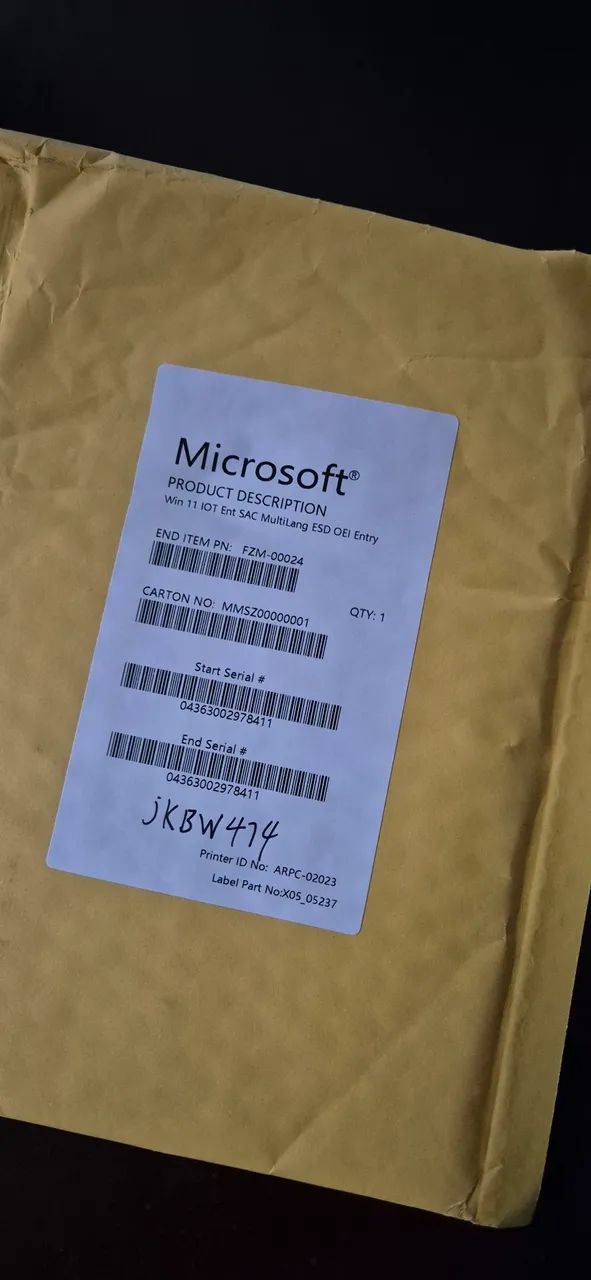 Microsoft®
PRODUCT DESCRIPTION
Win 11 IOT Ent SAC MultiLang ESD OEI Entry
END ITEM PN: FZM-00024
QTY: 1
CARTON NO: MMSZ00000001
Start Serial #
04363002978411
End Serial #
04363002978411
JKBW474
Printer ID No: ARPC-02023
Label Part No:X05_05237